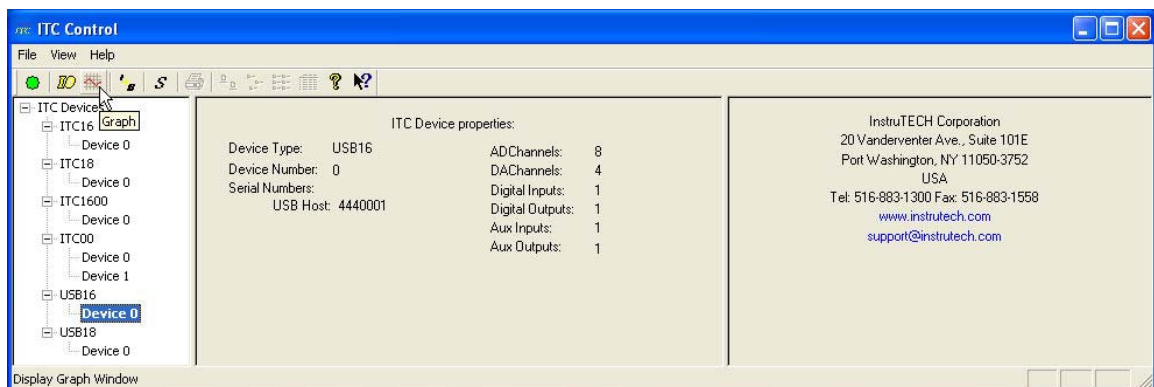 ITC ITC Control
File View Help
IO S ? ?
Graph
ITC Devices
ITC16
Device 0
ITC18
Device 0
ITC1600
Device 0
ITC00
Device 0
Device 1
USB16
Device 0
USB18
Device 0
ITC Device properties:
Device Type: USB16
Device Number: 0
Serial Numbers:
USB Host: 4440001
ADChannels: 8
DAChannels: 4
Digital Inputs: 1
Digital Outputs: 1
Aux Inputs: 1
Aux Outputs: 1
InstruTECH Corporation
20 Vanderventer Ave., Suite 101E
Port Washington, NY 11050-3752
USA
Tel: 516-883-1300 Fax: 516-883-1558
www.instrutech.com
support@instrutech.com
Display Graph Window